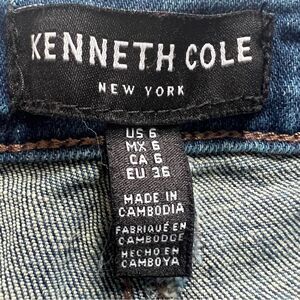 KENNETH COLE
NEW YORK
US 6
MX 6
CA 6
EU 36
MADE IN
CAMBODIA
FABRIQUÉ EN
CAMBODGE
HECHO EN
CAMBOYA